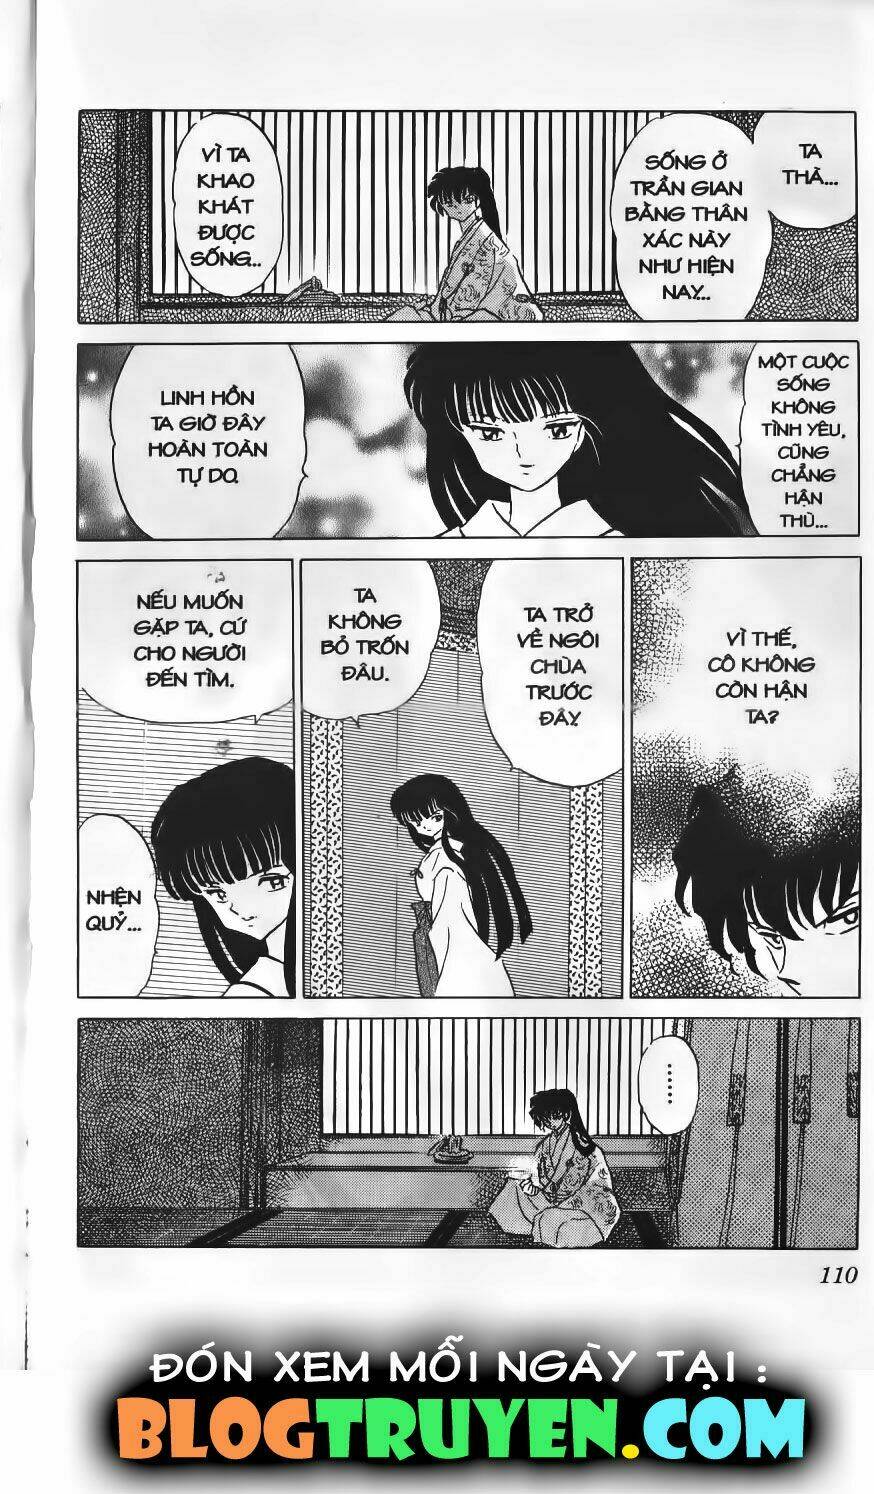 TA
THÀ...
SỐNG Ở
TRẦN GIAN
BẰNG THÂN
XÁC NÀY
NHƯ HIỆN
NAY...
VÌ TA
KHAO
KHÁT
ĐƯỢC
SỐNG...
MỘT CUỘC
SỐNG
KHÔNG
TÌNH YÊU,
CŨNG
CHẲNG
HẬN
THÙ...
LINH HỒN
TA GIỜ ĐÂY
HOÀN TOÀN
TỰ DO.
VÌ THẾ,
CÔ KHÔNG
CÒN HẬN
TA?
TA TRỞ
VỀ NGÔI
CHÙA
TRƯỚC
ĐÂY.
TA
KHÔNG
BỎ TRỐN
ĐÂU.
NẾU MUỐN
GẶP TA, CỨ
CHO NGƯỜI
ĐẾN TÌM.
NHỆN
QUỶ...
......
110
ĐÓN XEM MỖI NGÀY TẠI :
BLOGTRUYEN.COM